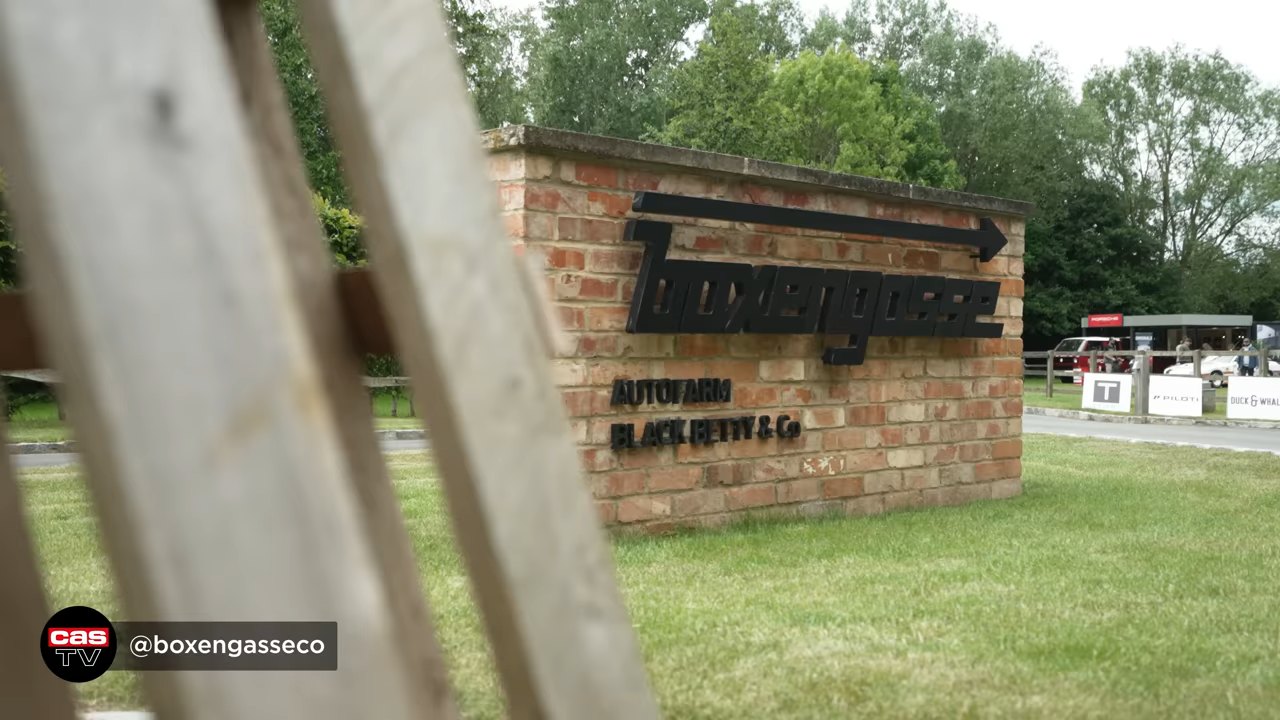 boxengasse
AUTOFARM
BLACK BETTY & Co
PORSCHE
T
PILOTI
DUCK & WHAL
cas
TV
@boxengasseco